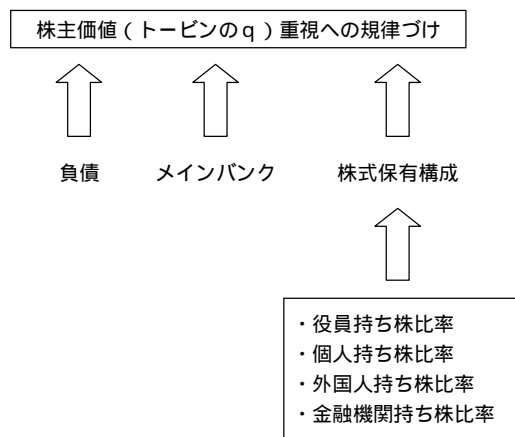 株主価値（トービンのｑ）重視への規律づけ
負債
メインバンク
株式保有構成
・役員持ち株比率
・個人持ち株比率
・外国人持ち株比率
・金融機関持ち株比率